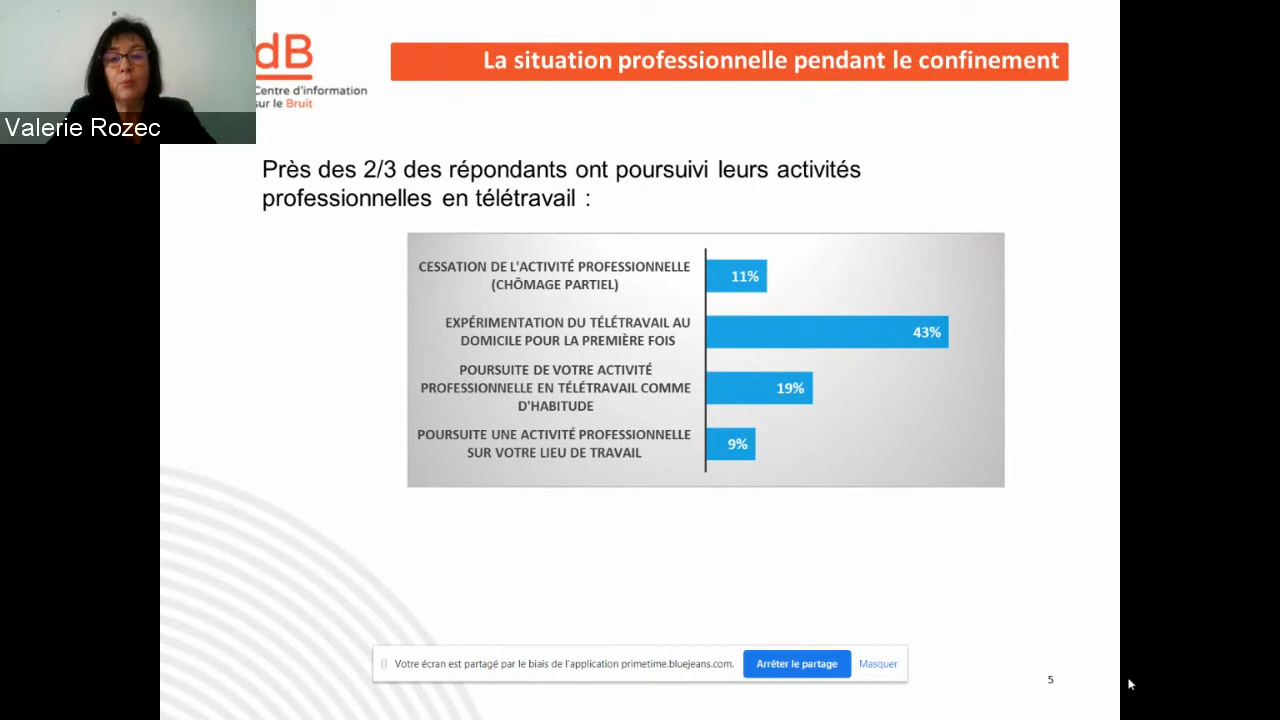 Valerie Rozec
dB
Centre d'information
sur le Bruit
La situation professionnelle pendant le confinement
Près des 2/3 des répondants ont poursuivi leurs activités
professionnelles en télétravail :
CESSATION DE L'ACTIVITÉ PROFESSIONNELLE
(CHÔMAGE PARTIEL)
11%
EXPÉRIMENTATION DU TÉLÉTRAVAIL AU
DOMICILE POUR LA PREMIÈRE FOIS
43%
POURSUITE DE VOTRE ACTIVITÉ
PROFESSIONNELLE EN TÉLÉTRAVAIL COMME
D'HABITUDE
19%
POURSUITE UNE ACTIVITÉ PROFESSIONNELLE
SUR VOTRE LIEU DE TRAVAIL
9%
Votre écran est partagé par le biais de l'application primetime.bluejeans.com.
Arrêter le partage
Masquer
5